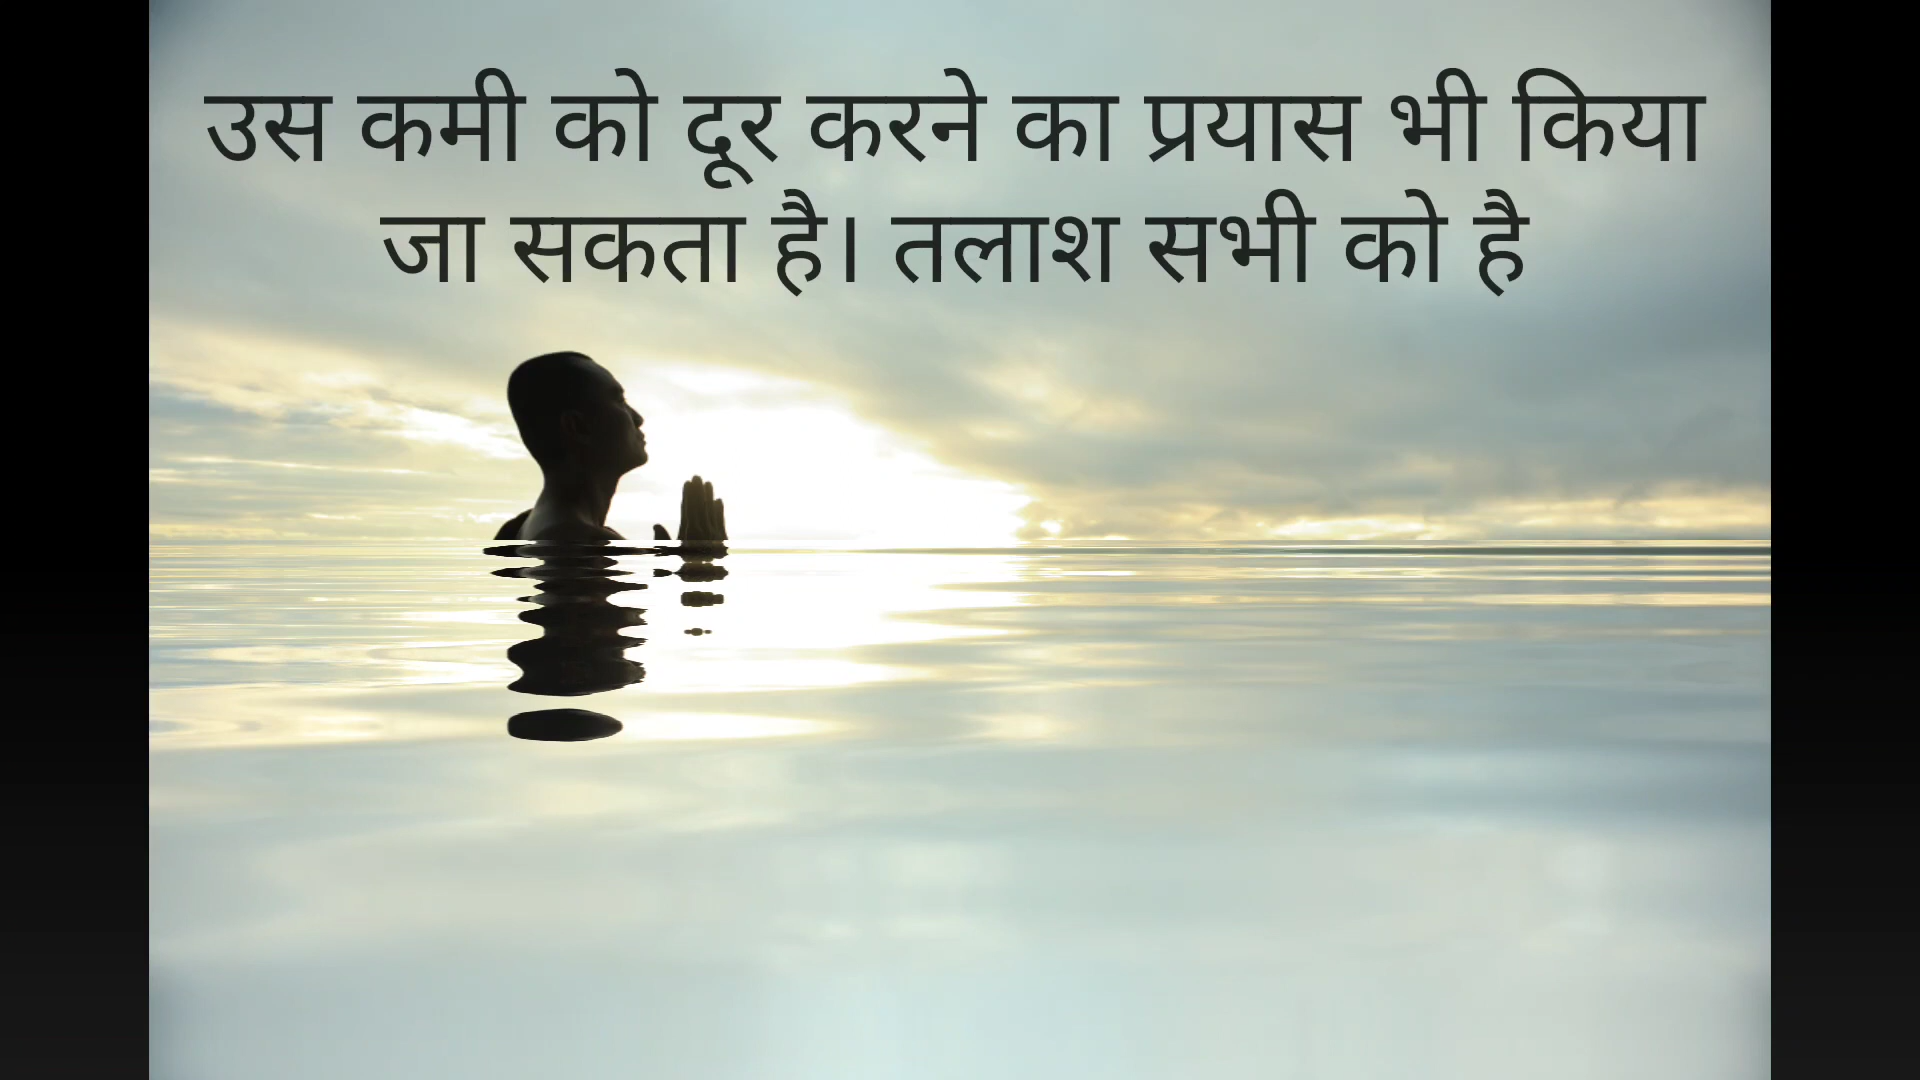 उस कमी को दूर करने का प्रयास भी किया
जा सकता है। तलाश सभी को है